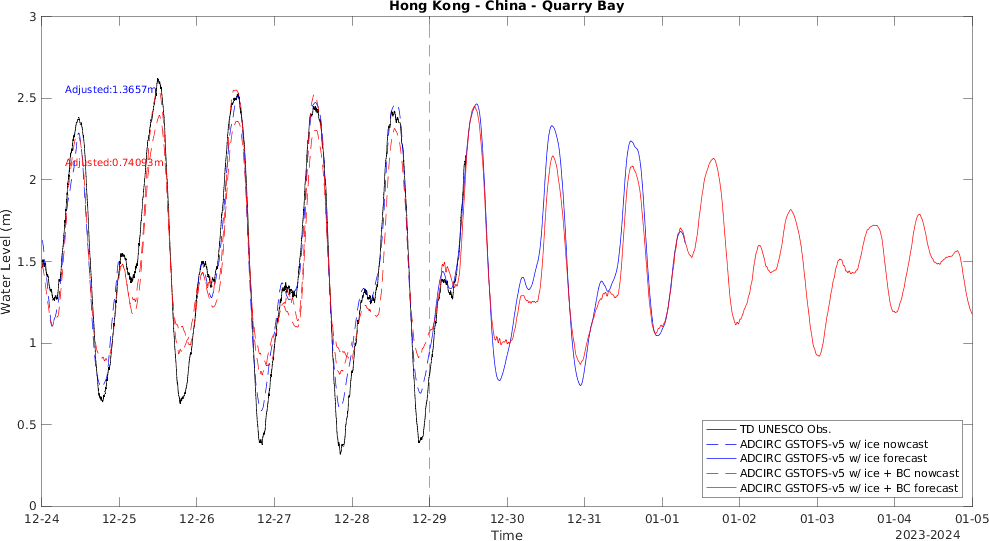 Hong Kong - China - Quarry Bay
Water Level (m)
3
2.5
2
1.5
1
0.5
0
Adjusted:1.3657m
Adjusted:0.74093m
TD UNESCO Obs.
ADCIRC GSTOFS-v5 w/ ice nowcast
ADCIRC GSTOFS-v5 w/ ice forecast
ADCIRC GSTOFS-v5 w/ ice + BC nowcast
ADCIRC GSTOFS-v5 w/ ice + BC forecast
12-24 12-25 12-26 12-27 12-28 12-29 12-30 12-31 01-01 01-02 01-03 01-04 01-05
Time
2023-2024